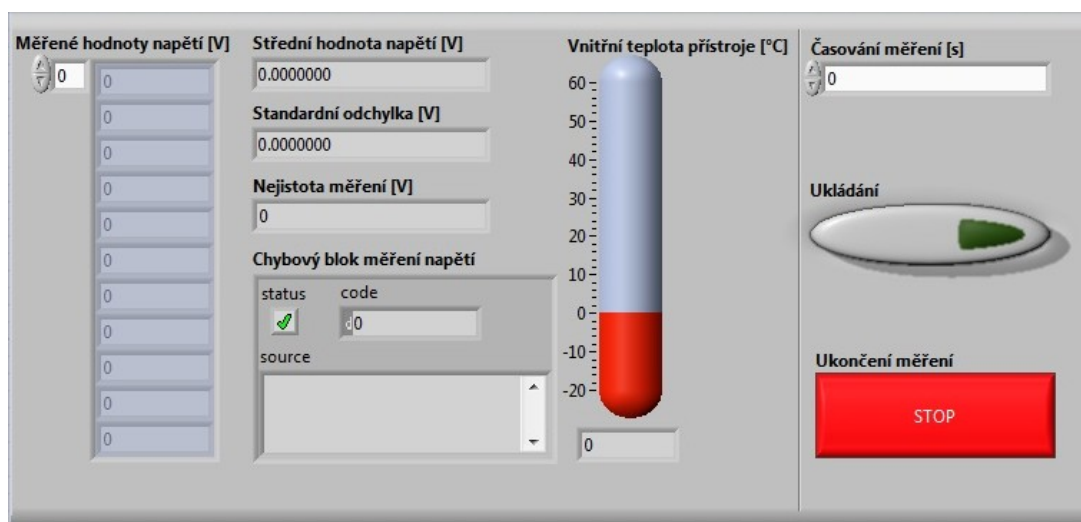 Měřené hodnoty napětí [V]
0
0
0
0
0
0
0
0
0
0
0
0
Střední hodnota napětí [V]
0.0000000
Standardní odchylka [V]
0.0000000
Nejistota měření [V]
0
Chybový blok měření napětí
status code
d0
source
Vnitřní teplota přístroje [°C]
60
50
40
30
20
10
0
-10
-20
0
Časování měření [s]
0
Ukládání
Ukončení měření
STOP